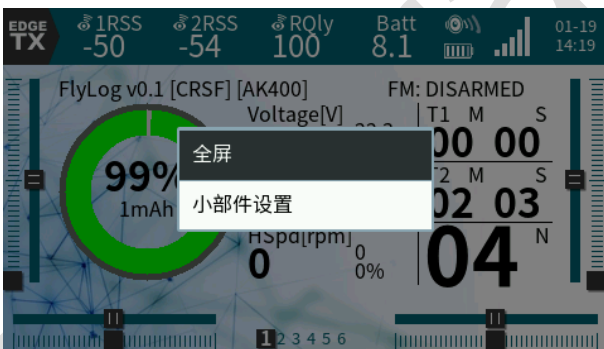 EDGE
TX
1RSS
-50
2RSS
-54
RQly
100
Batt
8.1
01-19
14:19
FlyLog v0.1 [CRSF] [AK400]
FM: DISARMED
Voltage[V]
99%
1mAh
全屏
小部件设置
HSpd[rpm]
0
0
0%
T1 M S
00 00
T2 M S
02 03
04 N
1 2 3 4 5 6